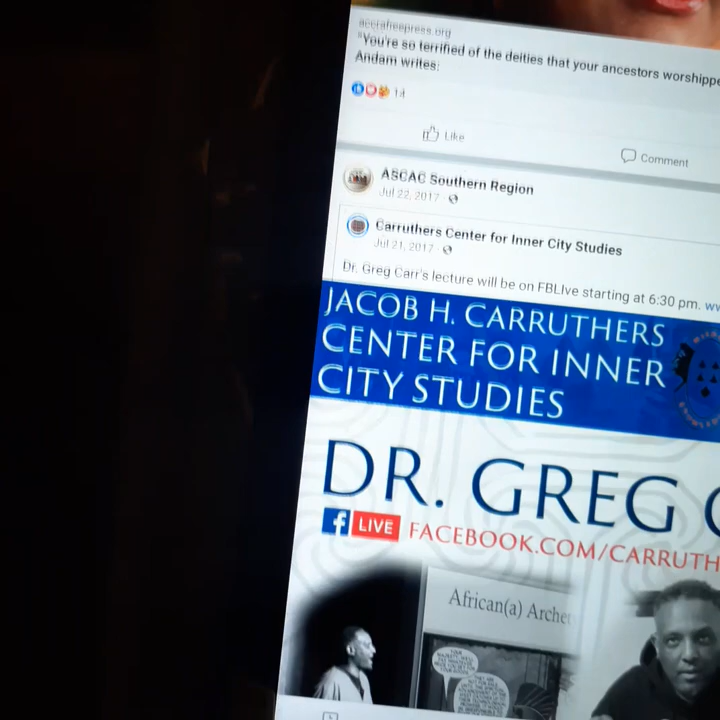 accrafreepress.org
"You're so terrified of the deities that your ancestors
Andam writes:
14
Like
Comment
ASCAC Southern Region
Jul 22, 2017
Carruthers Center for Inner City Studies
Jul 21, 2017
Dr. Greg Carr's lecture will be on FBLIve starting at 6:30 pm.
JACOB H. CARRUTHERS
CENTER FOR INNER
CITY STUDIES
DR. GREG
f LIVE FACEBOOK.COM/CARRUTH
African(a)